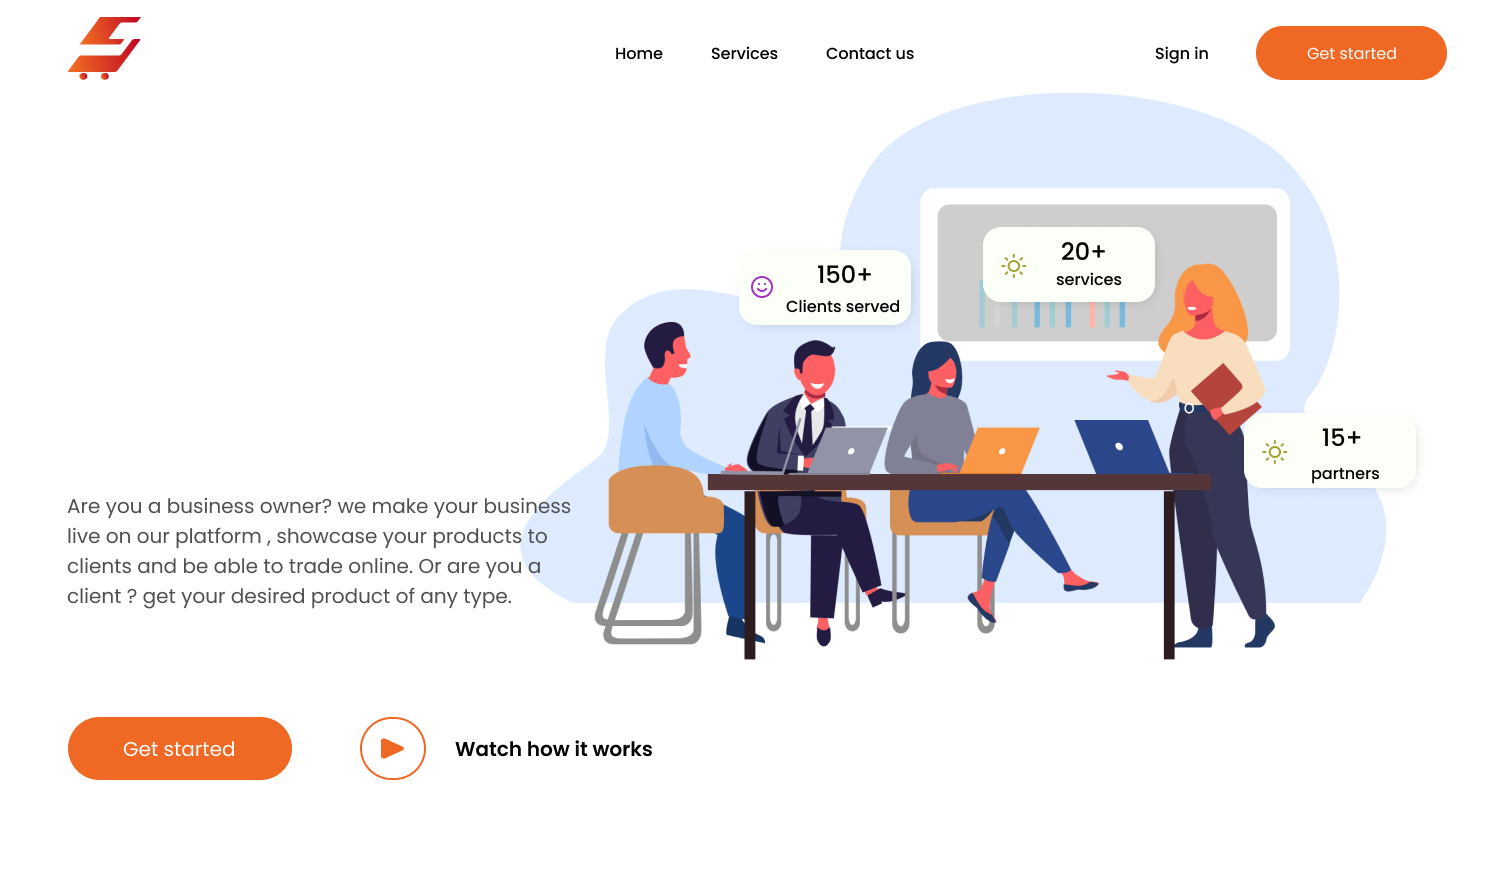 Home Services Contact us Sign in Get started
20+
services
150+
Clients served
15+
partners
Are you a business owner? we make your business
live on our platform , showcase your products to
clients and be able to trade online. Or are you a
client ? get your desired product of any type.
Get started Watch how it works